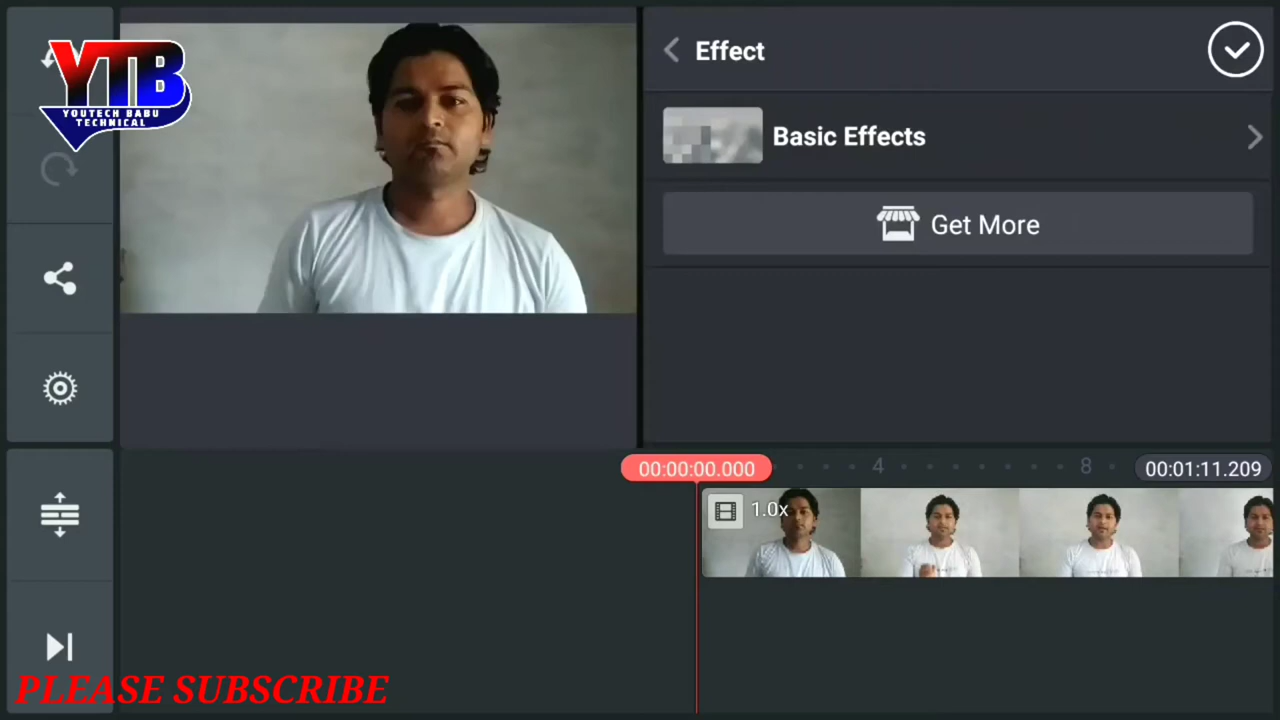 YTB
YOUTECH BABU
TECHNICAL
Effect
Basic Effects
Get More
00:00:00.000
4
8
00:01:11.209
1.0x
PLEASE SUBSCRIBE